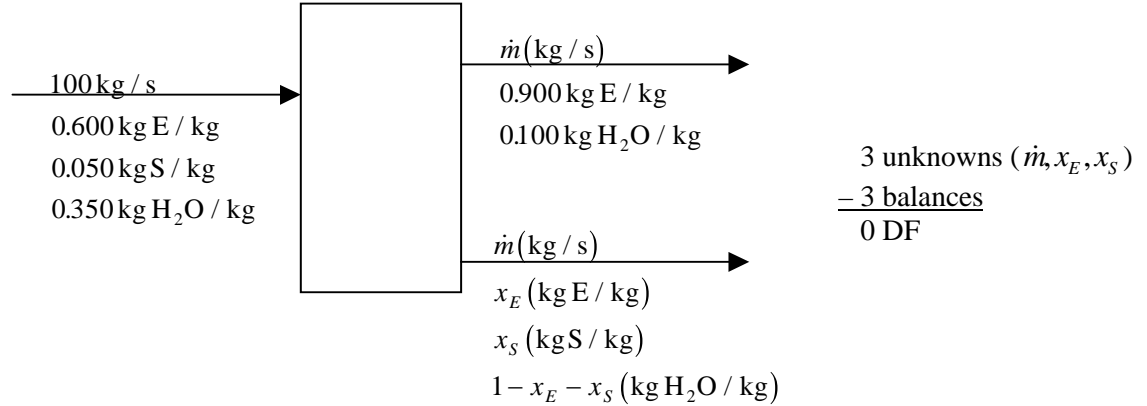 100 kg / s
0.600 kg E / kg
0.050 kg S / kg
0.350 kg H₂O / kg
ṁ(kg / s)
0.900 kg E / kg
0.100 kg H₂O / kg
ṁ(kg / s)
x_E (kg E / kg)
x_S (kg S / kg)
1 − x_E − x_S (kg H₂O / kg)
3 unknowns (ṁ, x_E, x_S)
– 3 balances
0 DF